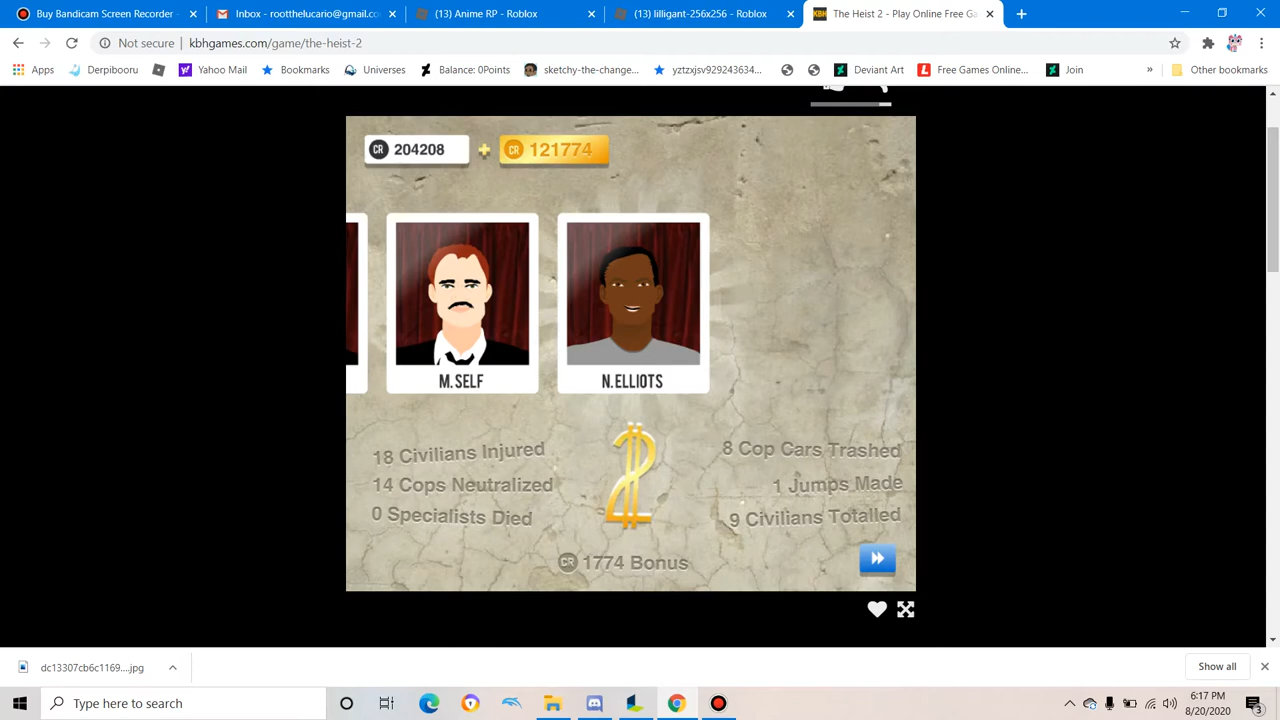 Buy Bandicam Screen Recorder
Inbox - rootthelucario@gmail.co
(13) Anime RP - Roblox
(13) lilligant-256x256 - Roblox
KBH
The Heist 2 - Play Online Free Ga
Not secure | kbhgames.com/game/the-heist-2
Apps
Derpiboo...
Yahoo Mail
Bookmarks
Universes
Balance: 0Points
sketchy-the-change...
yztzxjsv929243634...
Deviant Art
Free Games Online...
Join
»
Other bookmarks
CR 204208 + CR 121774
M. SELF
N. ELLIOTS
18 Civilians Injured
14 Cops Neutralized
0 Specialists Died
2
8 Cop Cars Trashed
1 Jumps Made
9 Civilians Totalled
CR 1774 Bonus
dc13307cb6c1169....jpg
Show all
Type here to search
6:17 PM
8/20/2020
3